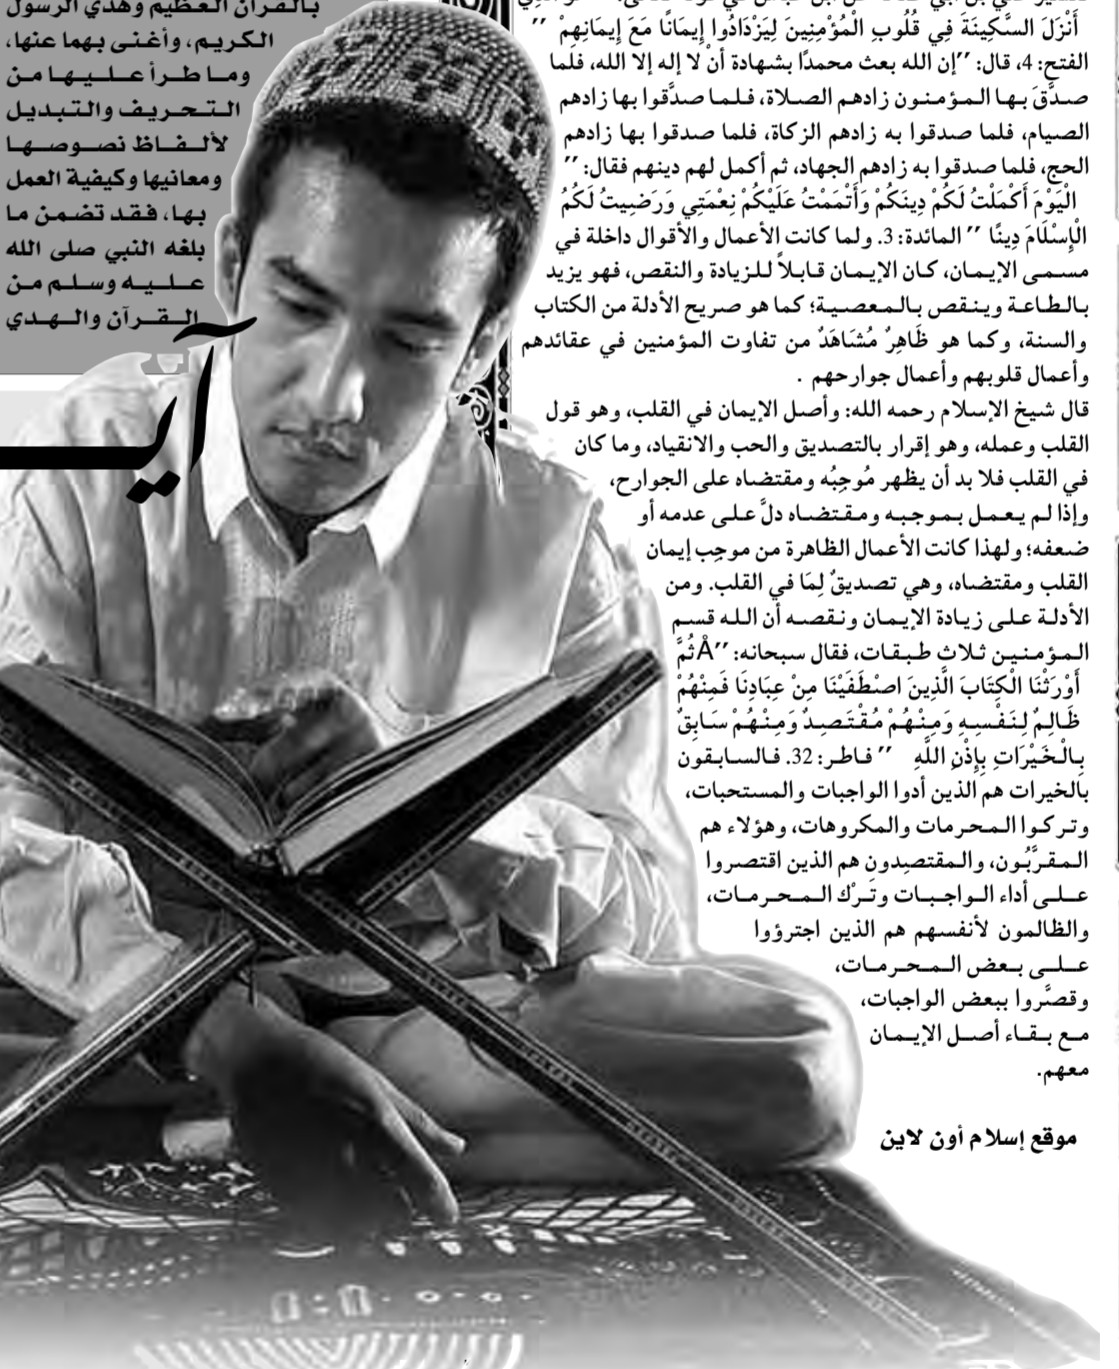 أَنْزَلَ السَّكِينَةَ فِي قُلُوبِ الْمُؤْمِنِينَ لِيَزْدَادُوا إِيمَانًا مَعَ إِيمَانِهِمْ ’’
الفتح: 4، قال: ’’إن الله بعث محمدًا بشهادة أنْ لا إله إلا الله، فلما
صدَّقَ بها المؤمنون زادهم الصلاة، فلما صدَّقوا بها زادهم
الصيام، فلما صدقوا به زادهم الزكاة، فلما صدقوا بها زادهم
الحج، فلما صدقوا به زادهم الجهاد، ثم أكمل لهم دينهم فقال: ’’
الْيَوْمَ أَكْمَلْتُ لَكُمْ دِينَكُمْ وَأَتْمَمْتُ عَلَيْكُمْ نِعْمَتِي وَرَضِيتُ لَكُمُ
الْإِسْلَامَ دِينًا ’’ المائدة: 3. ولما كانت الأعمال والأقوال داخلة في
مسمى الإيمان، كان الإيمان قابلاً للزيادة والنقص، فهو يزيد
بالطاعة وينقص بالمعصية؛ كما هو صريح الأدلة من الكتاب
والسنة، وكما هو ظَاهِرٌ مُشَاهَدٌ من تفاوت المؤمنين في عقائدهم
وأعمال قلوبهم وأعمال جوارحهم .
قال شيخ الإسلام رحمه الله: وأصل الإيمان في القلب، وهو قول
القلب وعمله، وهو إقرار بالتصديق والحب والانقياد، وما كان
في القلب فلا بد أن يظهر مُوجِبُه ومقتضاه على الجوارح،
وإذا لم يعمل بموجبه ومقتضاه دلَّ على عدمه أو
ضعفه؛ ولهذا كانت الأعمال الظاهرة من موجِب إيمان
القلب ومقتضاه، وهي تصديقٌ لِمَا في القلب. ومن
الأدلة على زيادة الإيمان ونقصه أن الله قسم
المؤمنين ثلاث طبقات، فقال سبحانه: ’’Åثُمَّ
أَوْرَثْنَا الْكِتَابَ الَّذِينَ اصْطَفَيْنَا مِنْ عِبَادِنَا فَمِنْهُمْ
ظَالِمٌ لِنَفْسِهِ وَمِنْهُمْ مُقْتَصِدٌ وَمِنْهُمْ سَابِقٌ
بِالْخَيْرَاتِ بِإِذْنِ اللَّهِ ’’ فاطر: 32. فالسابقون
بالخيرات هم الذين أدوا الواجبات والمستحبات،
وتركوا المحرمات والمكروهات، وهؤلاء هم
المقرَّبُون، والمقتصِدون هم الذين اقتصروا
على أداء الواجبات وتَرْك المحرمات،
والظالمون لأنفسهم هم الذين اجترؤوا
على بعض المحرمات،
وقصَّروا ببعض الواجبات،
مع بقاء أصل الإيمان
معهم.
موقع إسلام أون لاين
بالقرآن العظيم وهدي الرسول
الكريم، وأغنى بهما عنها،
وما طرأ عليها من
التحريف والتبديل
لألفاظ نصوصها
ومعانيها وكيفية العمل
بها، فقد تضمن ما
بلغه النبي صلى الله
عليه وسلم من
القرآن والهدي